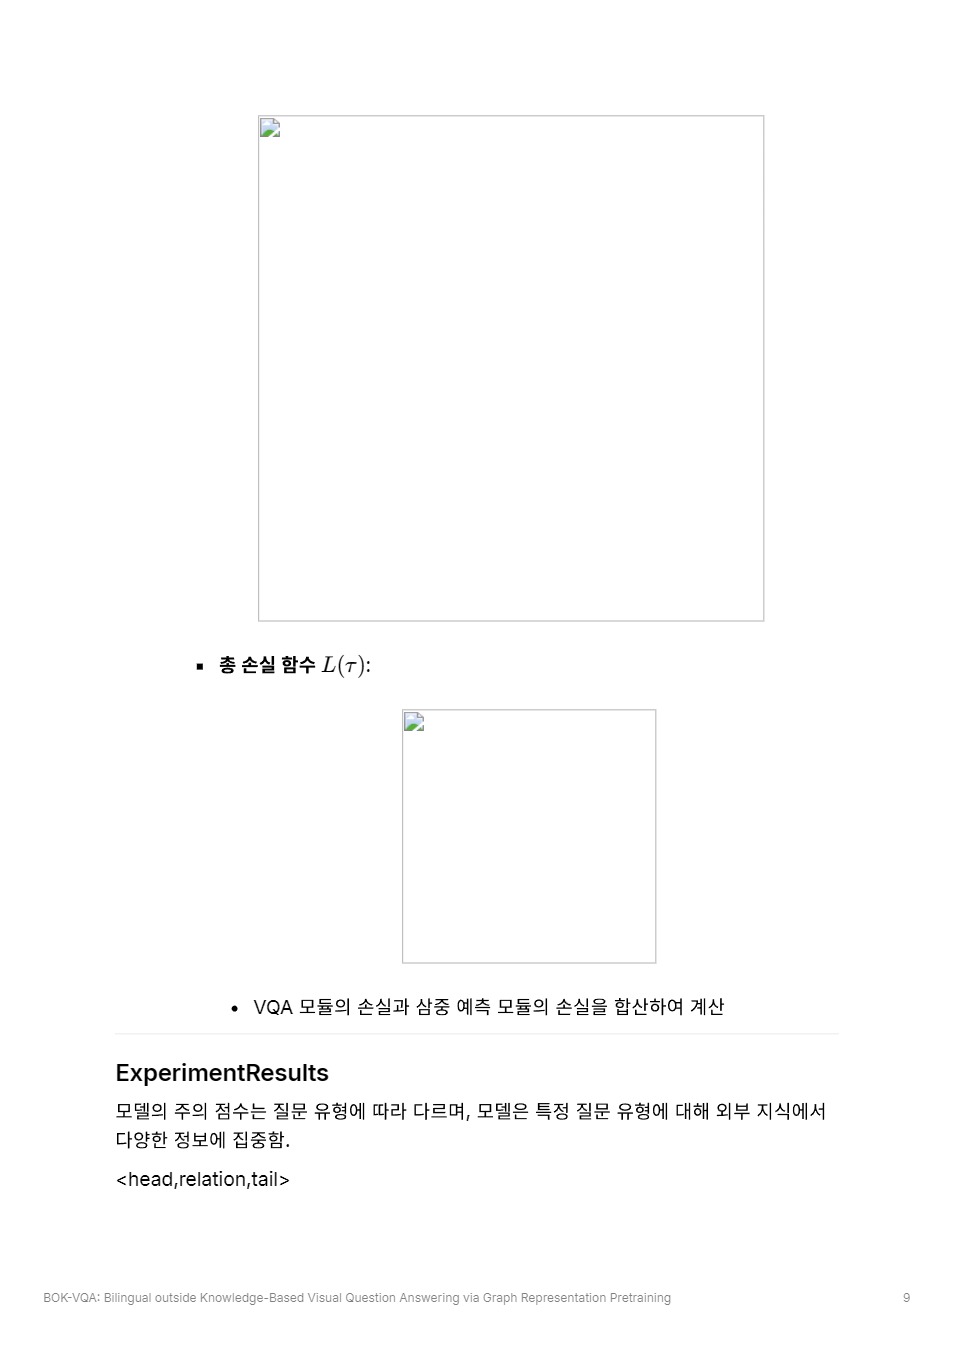 총 손실 함수 L(τ):
VQA 모듈의 손실과 삼중 예측 모듈의 손실을 합산하여 계산
ExperimentResults
모델의 주의 점수는 질문 유형에 따라 다르며, 모델은 특정 질문 유형에 대해 외부 지식에서
다양한 정보에 집중함.
<head,relation,tail>
BOK-VQA: Bilingual outside Knowledge-Based Visual Question Answering via Graph Representation Pretraining 9